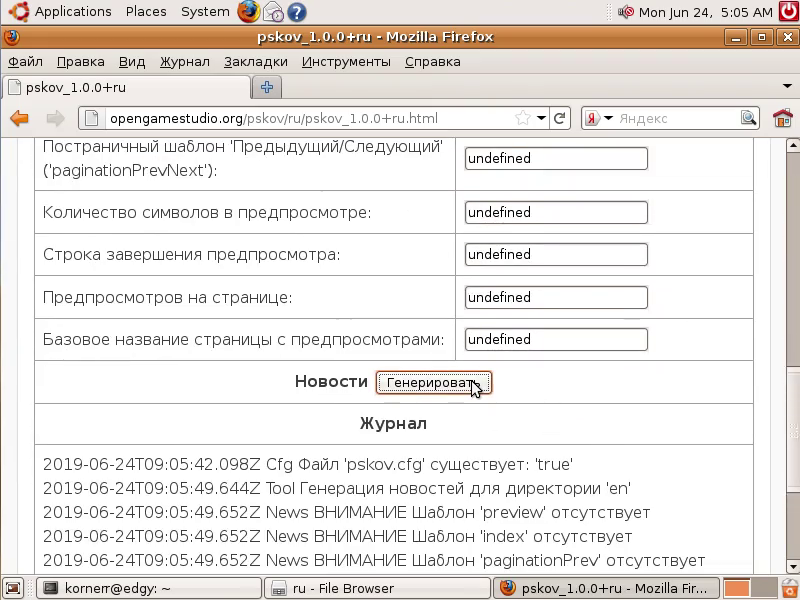 Applications Places System Mon Jun 24, 5:05 AM
pskov_1.0.0+ru - Mozilla Firefox
Файл Правка Вид Журнал Закладки Инструменты Справка
pskov_1.0.0+ru
opengamestudio.org/pskov/ru/pskov_1.0.0+ru.html Яндекс
Постраничный шаблон 'Предыдущий/Следующий'
('paginationPrevNext'): undefined
Количество символов в предпросмотре: undefined
Строка завершения предпросмотра: undefined
Предпросмотров на странице: undefined
Базовое название страницы с предпросмотрами: undefined
Новости Генерировать
Журнал
2019-06-24T09:05:42.098Z Cfg Файл 'pskov.cfg' существует: 'true'
2019-06-24T09:05:49.644Z Tool Генерация новостей для директории 'en'
2019-06-24T09:05:49.652Z News ВНИМАНИЕ Шаблон 'preview' отсутствует
2019-06-24T09:05:49.652Z News ВНИМАНИЕ Шаблон 'index' отсутствует
2019-06-24T09:05:49.652Z News ВНИМАНИЕ Шаблон 'paginationPrev' отсутствует
kornerr@edgy: ~ ru - File Browser pskov_1.0.0+ru - Mozilla Fir...